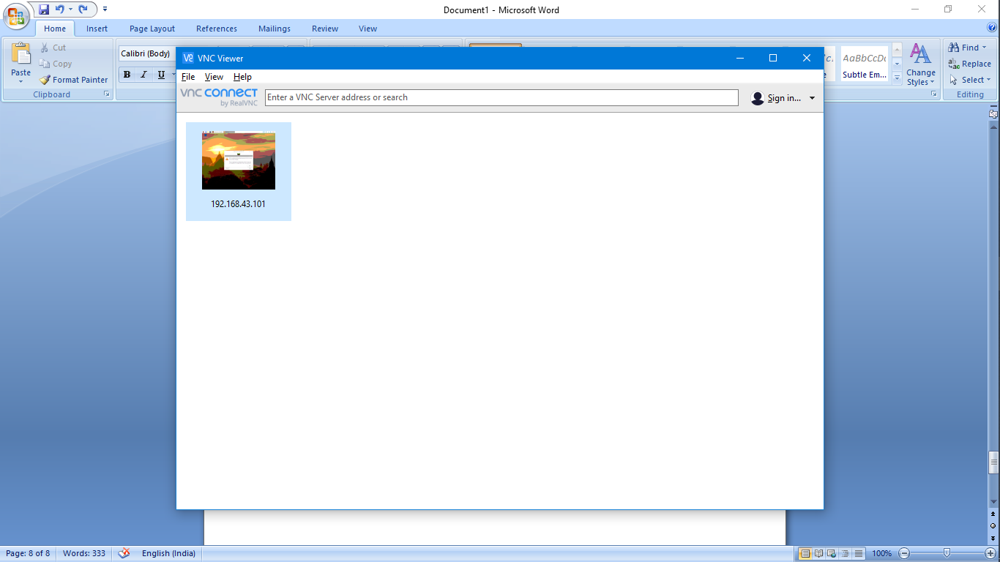 Document1 - Microsoft Word
Home Insert Page Layout References Mailings Review View
Paste
Cut
Copy
Format Painter
Clipboard
Calibri (Body)
B I U
AaBbCcDc
Subtle Em...
Change
Styles
Find
Replace
Select
Editing
VNC Viewer
File View Help
VNC CONNECT
by RealVNC
Enter a VNC Server address or search
Sign in...
192.168.43.101
Page: 8 of 8 Words: 333 English (India) 100%